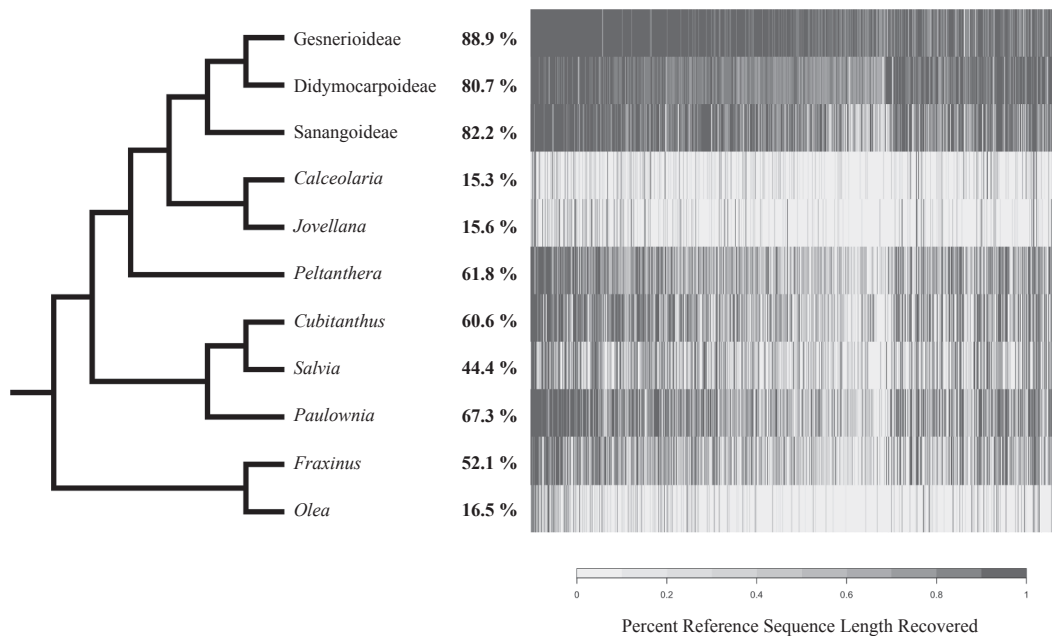 Gesnerioideae 88.9 %
Didymocarpoideae 80.7 %
Sanangoideae 82.2 %
Calceolaria 15.3 %
Jovellana 15.6 %
Peltanthera 61.8 %
Cubitanthus 60.6 %
Salvia 44.4 %
Paulownia 67.3 %
Fraxinus 52.1 %
Olea 16.5 %
0 0.2 0.4 0.6 0.8 1
Percent Reference Sequence Length Recovered